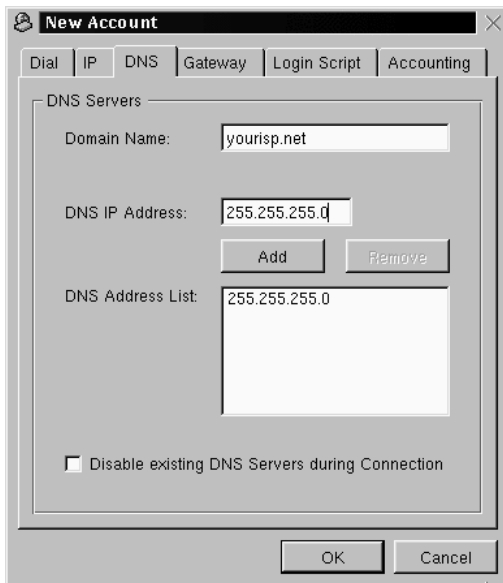 New Account
Dial IP DNS Gateway Login Script Accounting
DNS Servers
Domain Name: yourisp.net
DNS IP Address: 255.255.255.0
Add Remove
DNS Address List: 255.255.255.0
Disable existing DNS Servers during Connection
OK Cancel